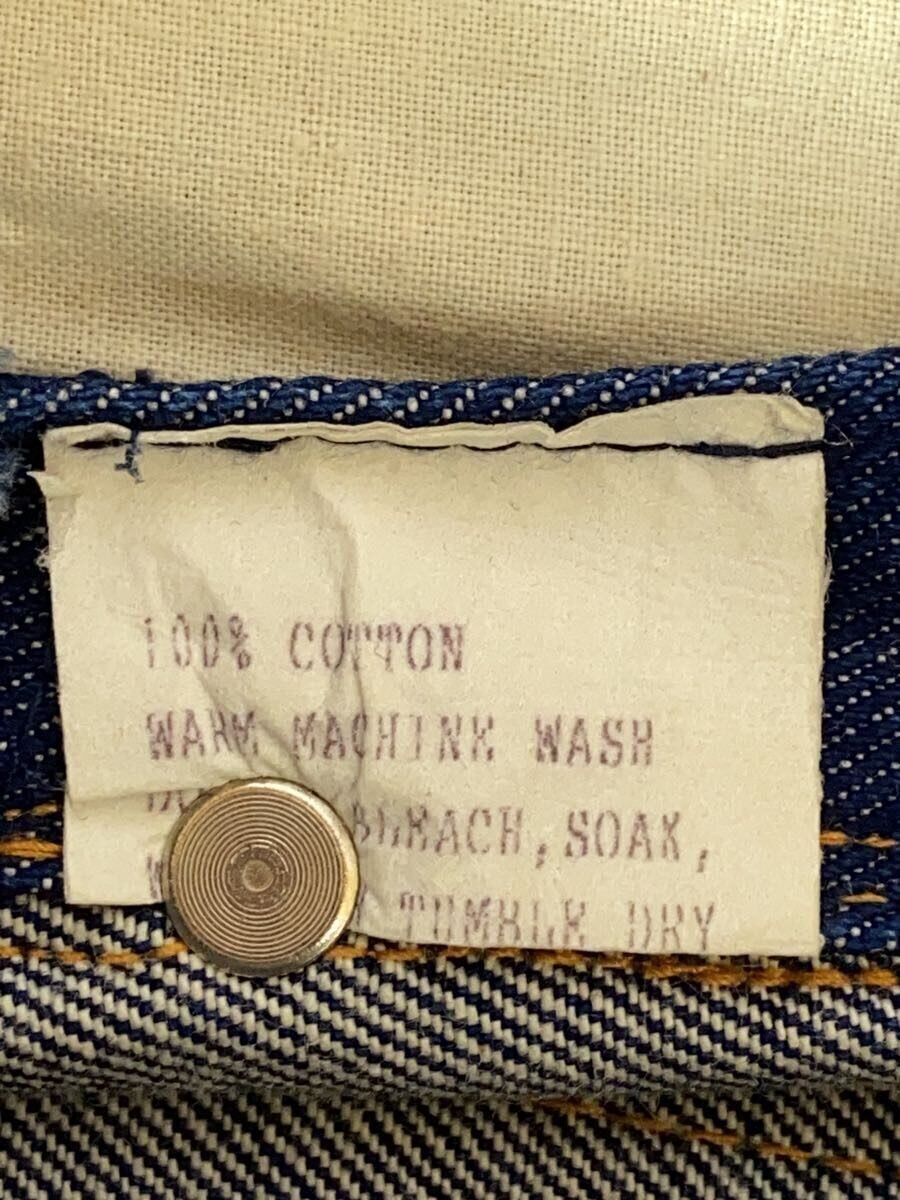 100% COTTON
WARM MACHINE WASH
BLEACH, SOAK,
TUMBLE DRY